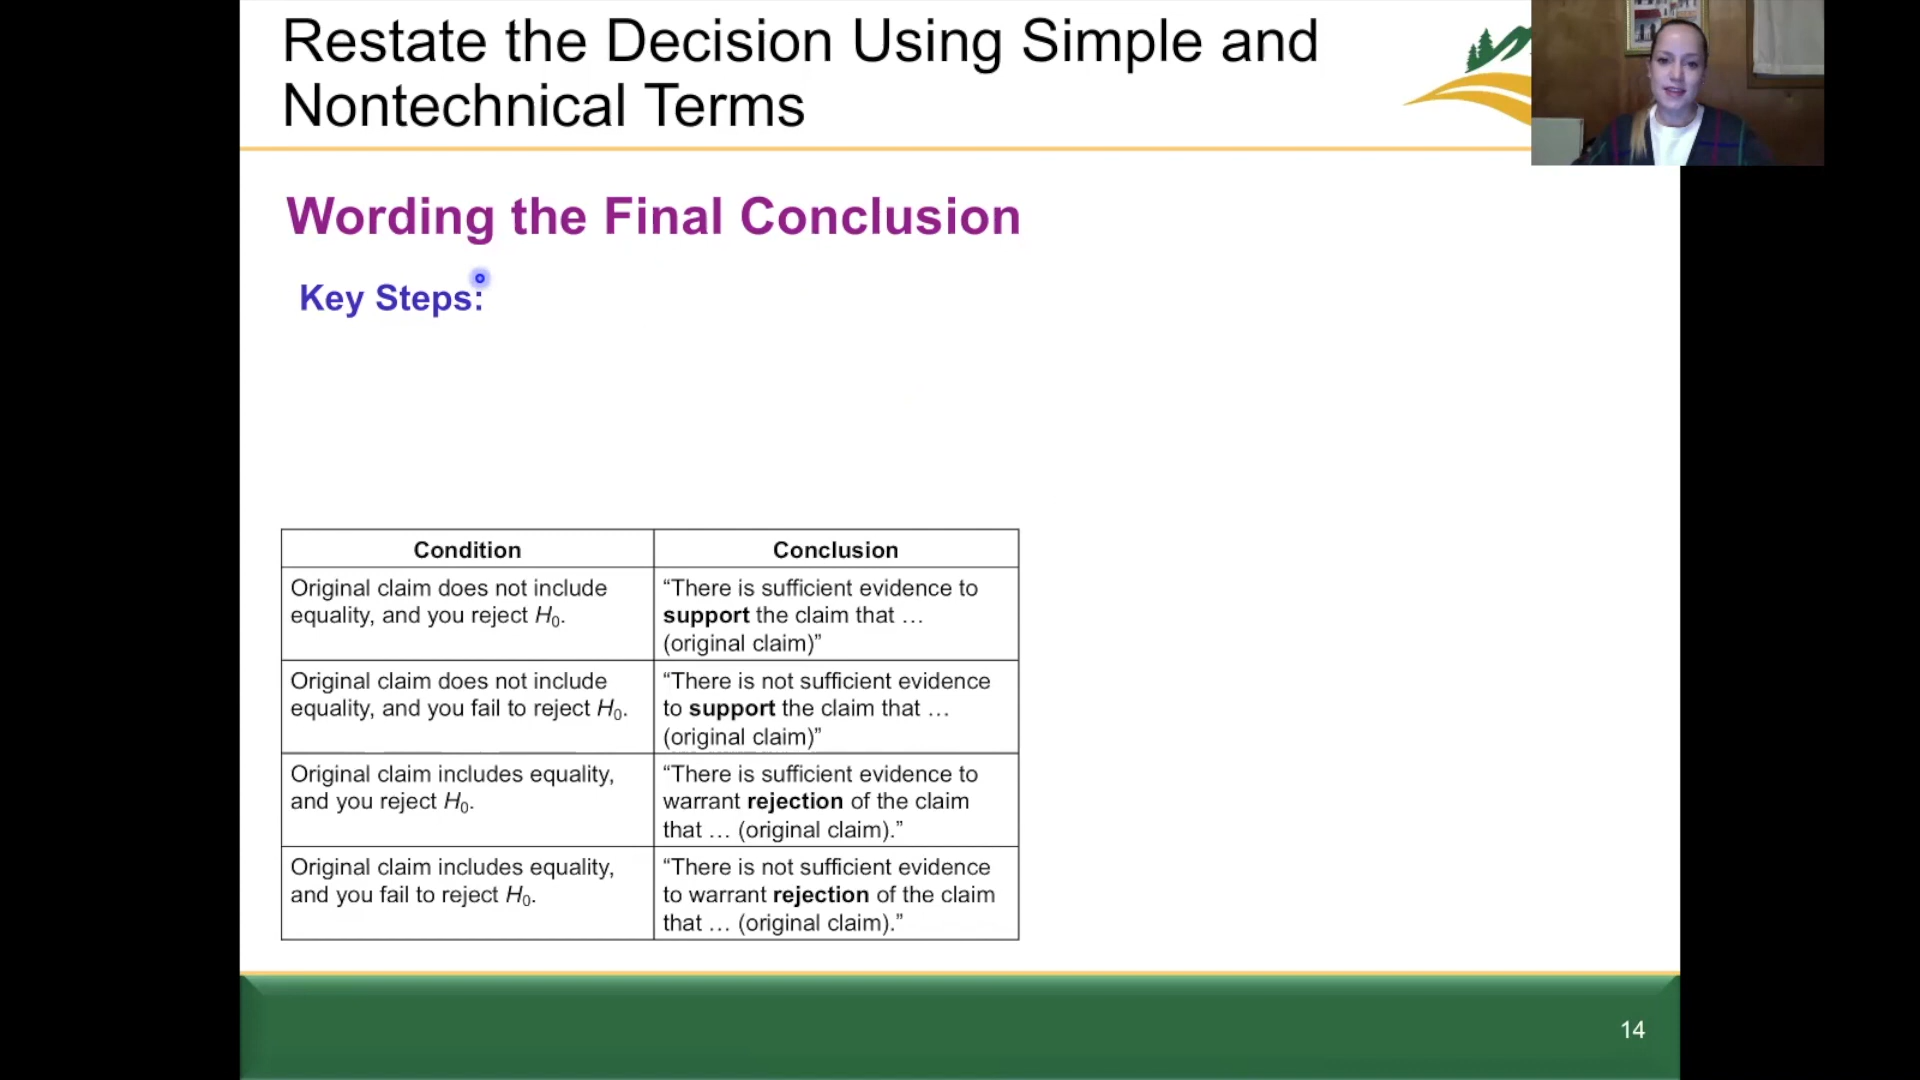 Restate the Decision Using Simple and
Nontechnical Terms
Wording the Final Conclusion
Key Steps:
Condition
Conclusion
Original claim does not include
equality, and you reject H₀.
“There is sufficient evidence to
support the claim that …
(original claim)”
Original claim does not include
equality, and you fail to reject H₀.
“There is not sufficient evidence
to support the claim that …
(original claim)”
Original claim includes equality,
and you reject H₀.
“There is sufficient evidence to
warrant rejection of the claim
that … (original claim).”
Original claim includes equality,
and you fail to reject H₀.
“There is not sufficient evidence
to warrant rejection of the claim
that … (original claim).”
14